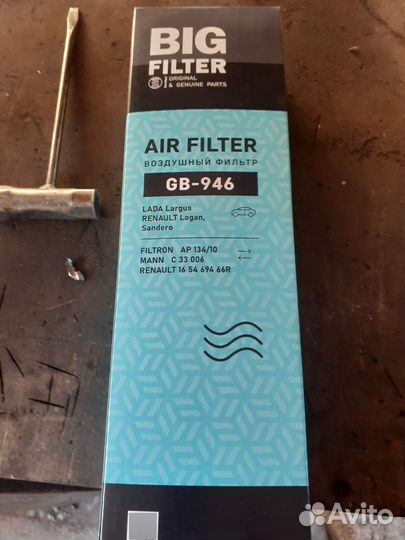 BIG
FILTER
ORIGINAL
& GENUINE PARTS
AIR FILTER
ВОЗДУШНЫЙ ФИЛЬТР
GB-946
LADA Largus
RENAULT Logan,
Sandero
FILTRON AP 134/10
MANN C 33 006
RENAULT 16 54 694 66R
Avito